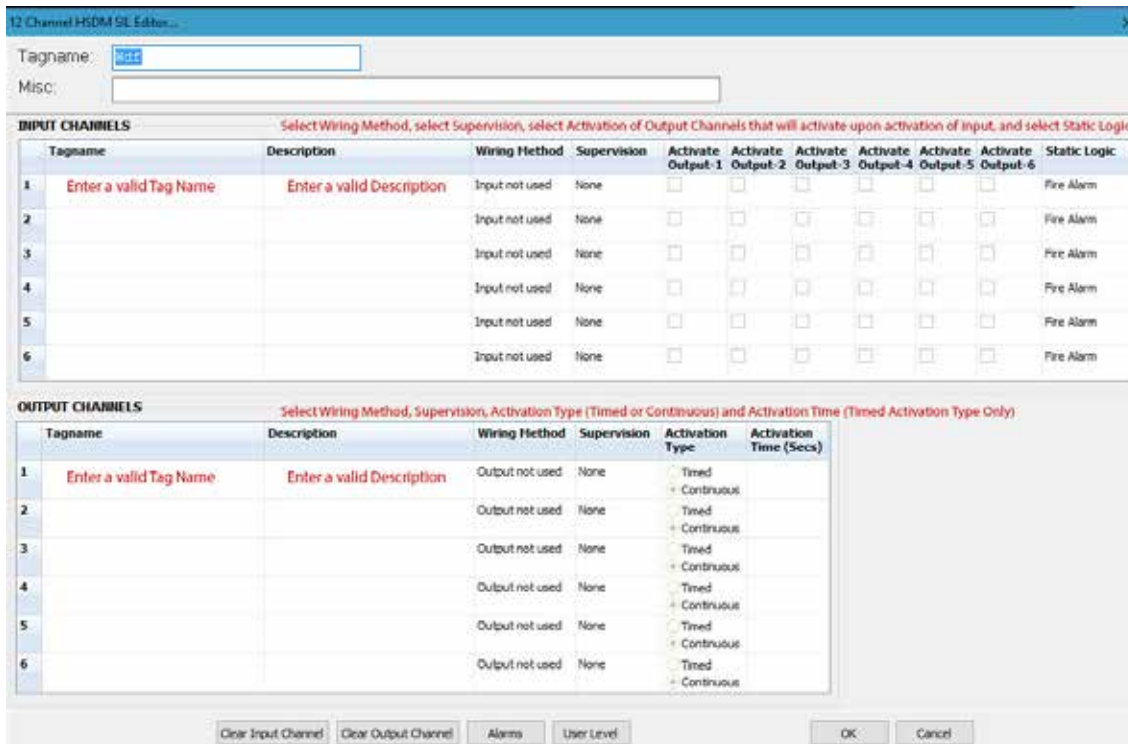 12 Channel HSDM SIL Editor...
Tagname:
Misc:
INPUT CHANNELS Select Wiring Method, select Supervision, select Activation of Output Channels that will activate upon activation of input, and select Static Logic
Tagname Description Wiring Method Supervision Activate Output-1 Activate Output-2 Activate Output-3 Activate Output-4 Activate Output-5 Activate Output-6 Static Logic
1 Enter a valid Tag Name Enter a valid Description Input not used None Fire Alarm
2 Input not used None Fire Alarm
3 Input not used None Fire Alarm
4 Input not used None Fire Alarm
5 Input not used None Fire Alarm
6 Input not used None Fire Alarm
OUTPUT CHANNELS Select Wiring Method, Supervision, Activation Type (Timed or Continuous) and Activation Time (Timed Activation Type Only)
Tagname Description Wiring Method Supervision Activation Type Activation Time (Secs)
1 Enter a valid Tag Name Enter a valid Description Output not used None Timed
Continuous
2 Output not used None Timed
Continuous
3 Output not used None Timed
Continuous
4 Output not used None Timed
Continuous
5 Output not used None Timed
Continuous
6 Output not used None Timed
Continuous
Clear Input Channel Clear Output Channel Alarms User Level OK Cancel